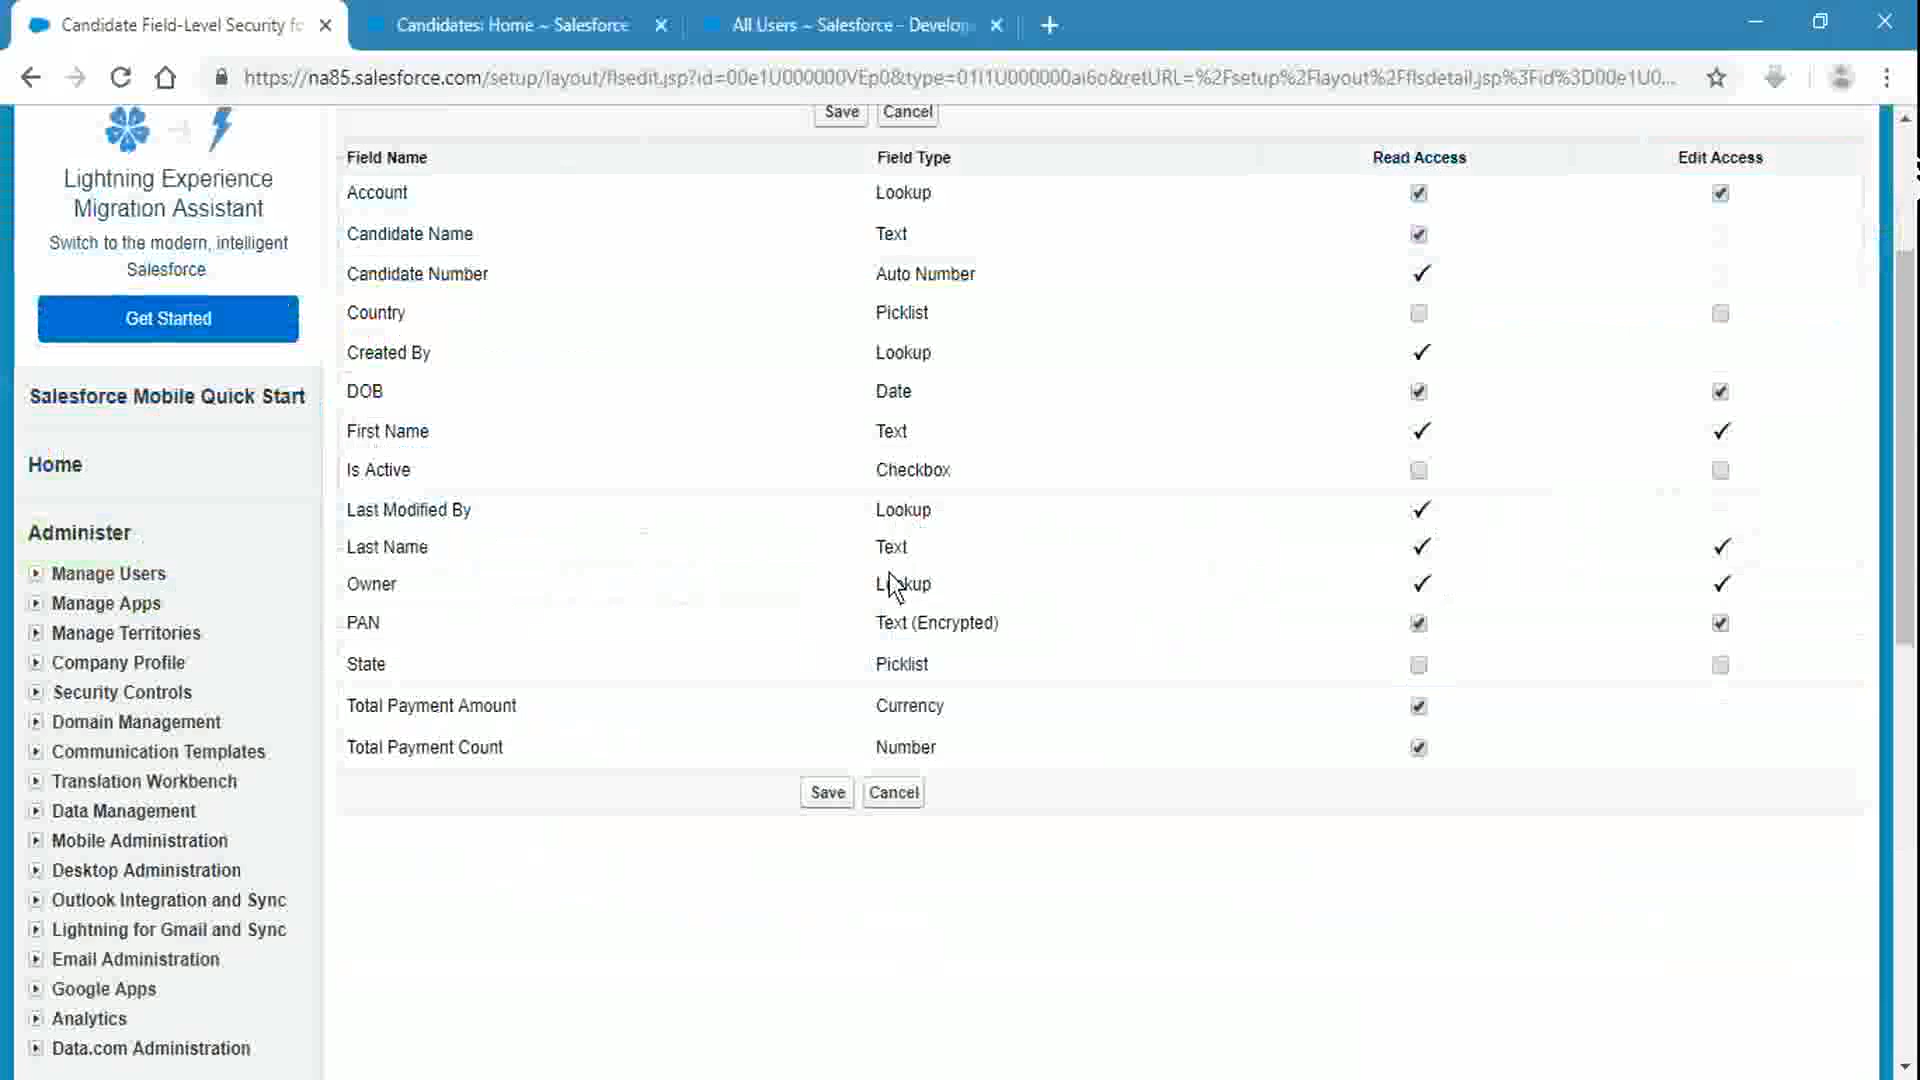 Candidate Field-Level Security fo
Candidates: Home ~ Salesforce
All Users ~ Salesforce - Develop
https://na85.salesforce.com/setup/layout/flsedit.jsp?id=00e1U000000VEp0&type=01I1U000000ai6o&retURL=%2Fsetup%2Flayout%2Fflsdetail.jsp%3Fid%3D00e1U0...
Lightning Experience
Migration Assistant
Switch to the modern, intelligent
Salesforce
Get Started
Salesforce Mobile Quick Start
Home
Administer
Manage Users
Manage Apps
Manage Territories
Company Profile
Security Controls
Domain Management
Communication Templates
Translation Workbench
Data Management
Mobile Administration
Desktop Administration
Outlook Integration and Sync
Lightning for Gmail and Sync
Email Administration
Google Apps
Analytics
Data.com Administration
Save Cancel
Field Name Field Type Read Access Edit Access
Account Lookup
Candidate Name Text
Candidate Number Auto Number
Country Picklist
Created By Lookup
DOB Date
First Name Text
Is Active Checkbox
Last Modified By Lookup
Last Name Text
Owner Lookup
PAN Text (Encrypted)
State Picklist
Total Payment Amount Currency
Total Payment Count Number
Save Cancel